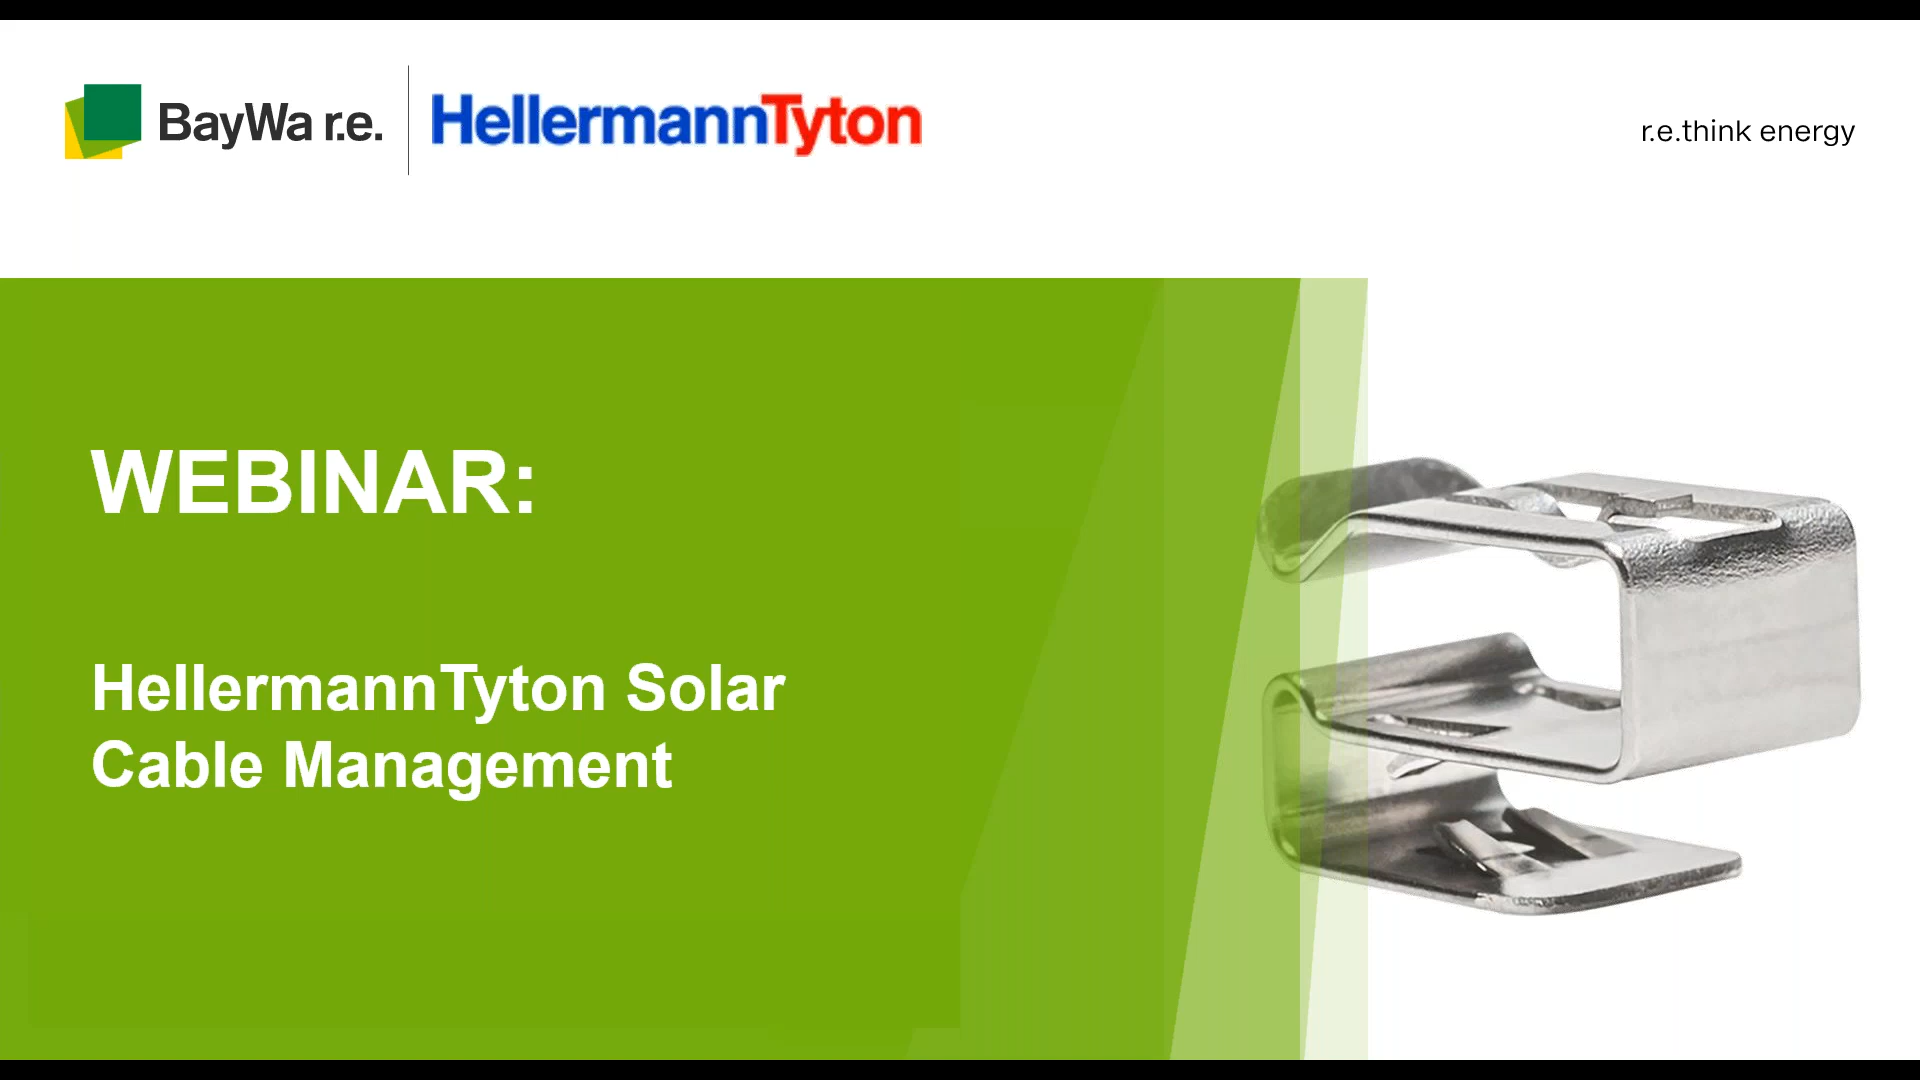 BayWa r.e.
HellermannTyton
r.e.think energy
WEBINAR:
HellermannTyton Solar
Cable Management